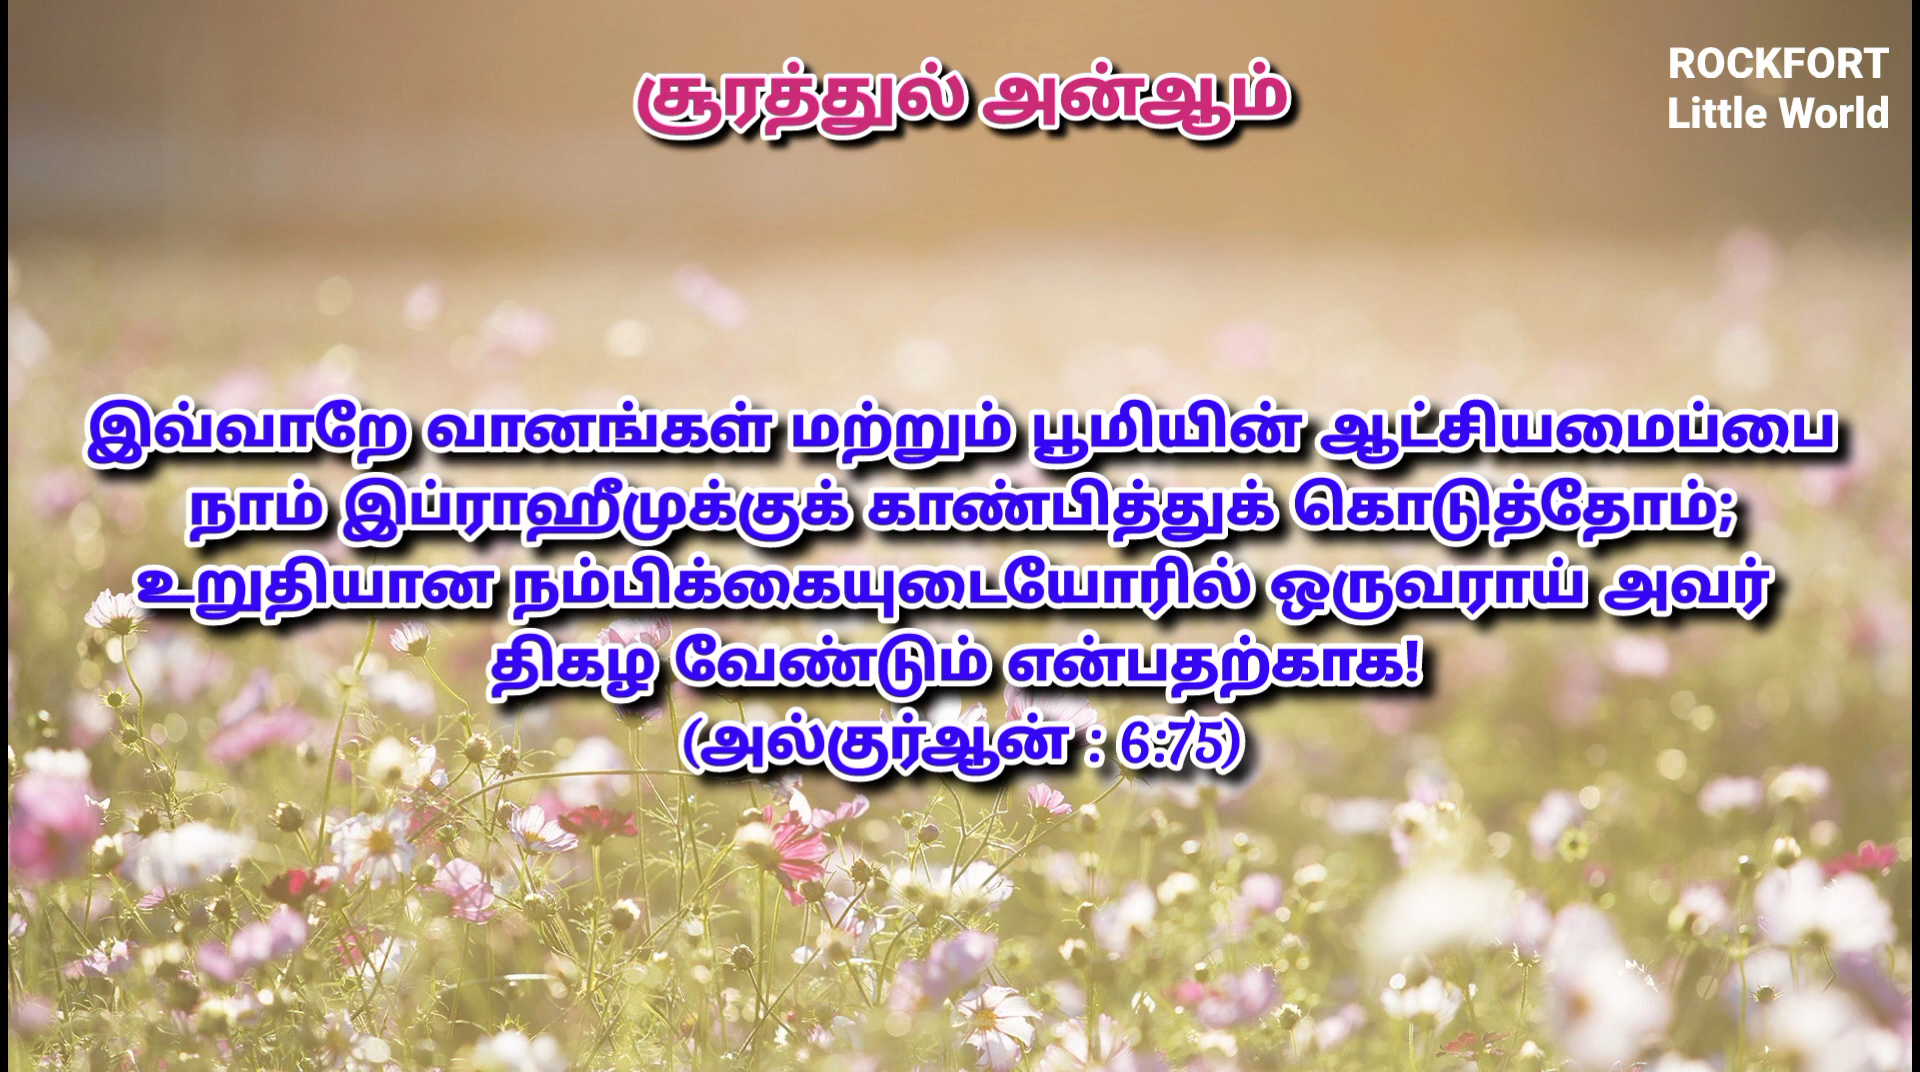 சூரத்துல் அன்ஆம்
ROCKFORT
Little World
இவ்வாறே வானங்கள் மற்றும் பூமியின் ஆட்சியமைப்பை
நாம் இப்ராஹீமுக்குக் காண்பித்துக் கொடுத்தோம்;
உறுதியான நம்பிக்கையுடையோரில் ஒருவராய் அவர்
திகழ வேண்டும் என்பதற்காக!
(அல்குர்ஆன் : 6:75)